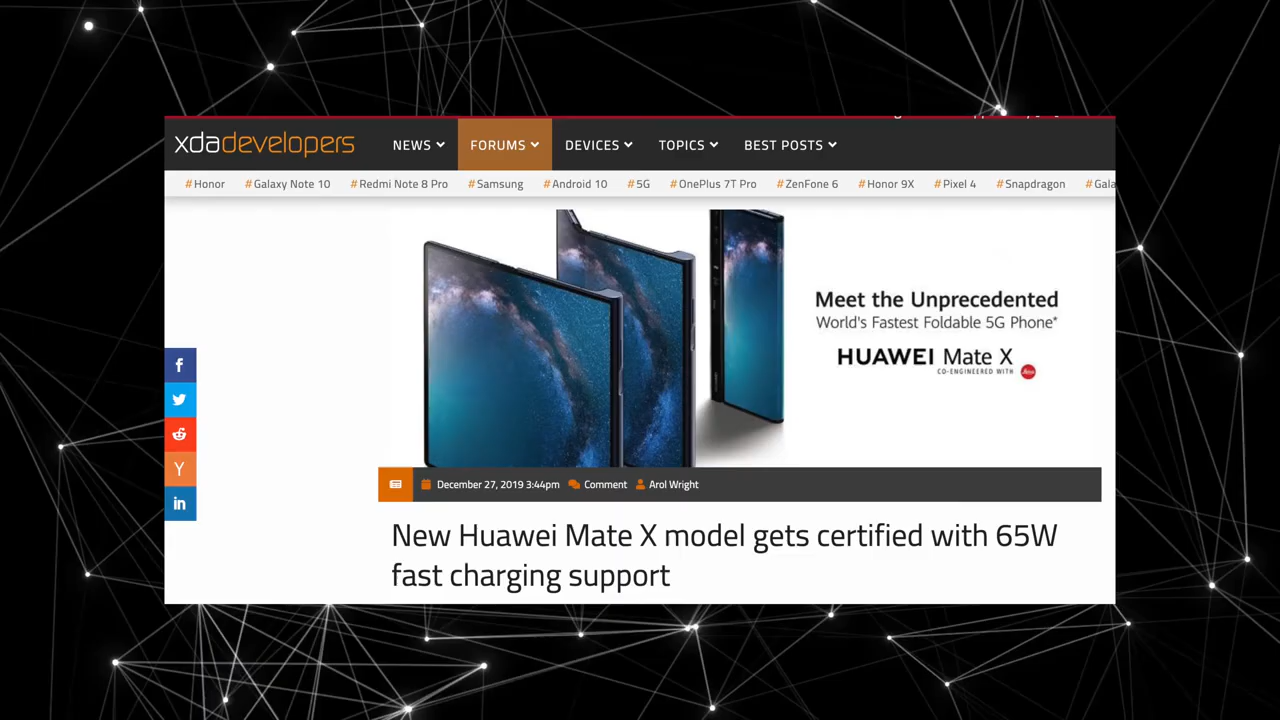 xdadevelopers
NEWS
FORUMS
DEVICES
TOPICS
BEST POSTS
#Honor #Galaxy Note 10 #Redmi Note 8 Pro #Samsung #Android 10 #5G #OnePlus 7T Pro #ZenFone 6 #Honor 9X #Pixel 4 #Snapdragon #Gala
Meet the Unprecedented
World's Fastest Foldable 5G Phone*
HUAWEI Mate X
CO-ENGINEERED WITH Leica
f
Y
in
December 27, 2019 3:44pm Comment Arol Wright
New Huawei Mate X model gets certified with 65W
fast charging support